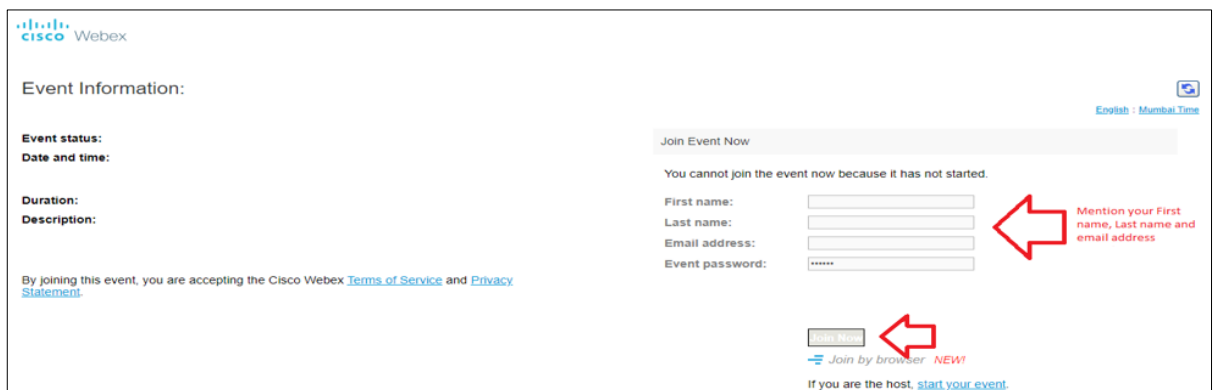 CISCO Webex
Event Information:
English : Mumbai Time
Event status:
Date and time:
Duration:
Description:
By joining this event, you are accepting the Cisco Webex Terms of Service and Privacy
Statement.
Join Event Now
You cannot join the event now because it has not started.
First name:
Last name:
Email address:
Event password:
Mention your First
name, Last name and
email address
Join Now
Join by browser NEW!
If you are the host, start your event.